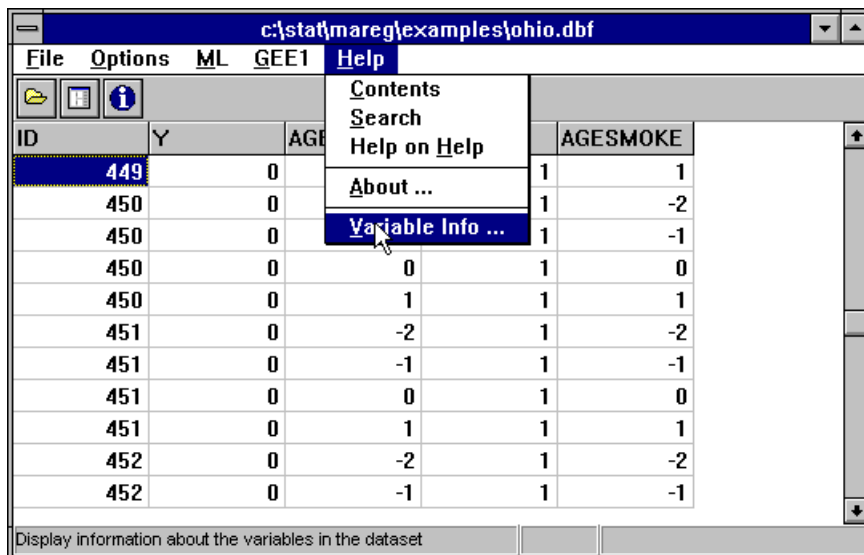 c:\stat\mareg\examples\ohio.dbf
File Options ML GEE1 Help
Contents
Search
Help on Help
About ...
Variable Info ...
ID Y AGE AGESMOKE
449 0 1 1
450 0 1 -2
450 0 1 -1
450 0 0 1 0
450 0 1 1 1
451 0 -2 1 -2
451 0 -1 1 -1
451 0 0 1 0
451 0 1 1 1
452 0 -2 1 -2
452 0 -1 1 -1
Display information about the variables in the dataset